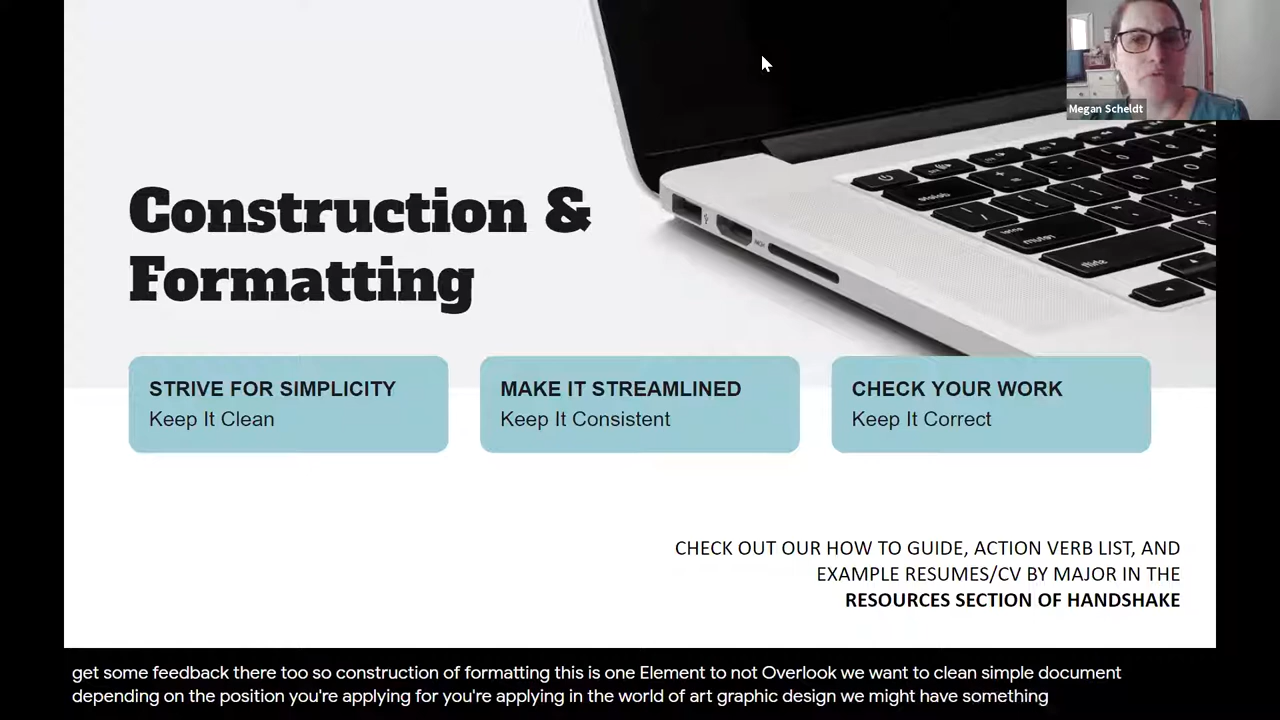 Megan Scheldt
Construction &
Formatting
STRIVE FOR SIMPLICITY
Keep It Clean
MAKE IT STREAMLINED
Keep It Consistent
CHECK YOUR WORK
Keep It Correct
CHECK OUT OUR HOW TO GUIDE, ACTION VERB LIST, AND
EXAMPLE RESUMES/CV BY MAJOR IN THE
RESOURCES SECTION OF HANDSHAKE
get some feedback there too so construction of formatting this is one Element to not Overlook we want to clean simple document
depending on the position you're applying for you're applying in the world of art graphic design we might have something